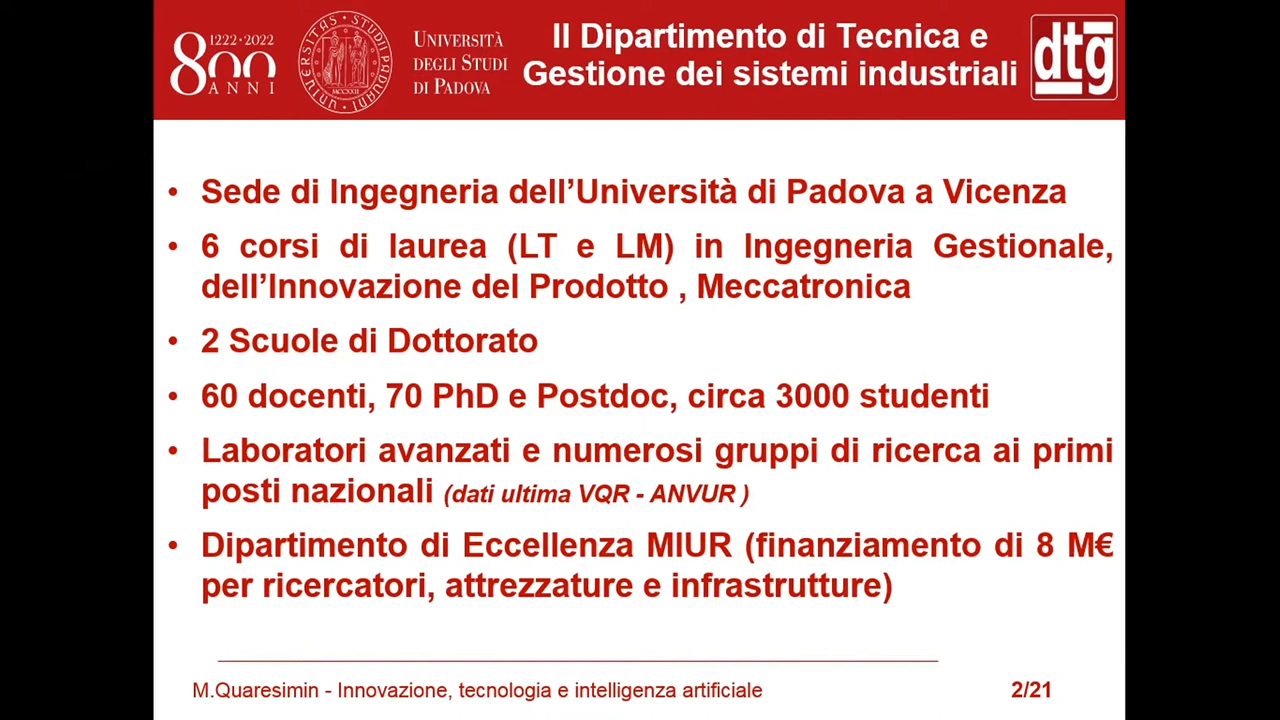 1222·2022
800
ANNI
UNIVERSITÀ
DEGLI STUDI
DI PADOVA
Il Dipartimento di Tecnica e
Gestione dei sistemi industriali
dtg
• Sede di Ingegneria dell’Università di Padova a Vicenza
• 6 corsi di laurea (LT e LM) in Ingegneria Gestionale,
dell’Innovazione del Prodotto , Meccatronica
• 2 Scuole di Dottorato
• 60 docenti, 70 PhD e Postdoc, circa 3000 studenti
• Laboratori avanzati e numerosi gruppi di ricerca ai primi
posti nazionali (dati ultima VQR - ANVUR )
• Dipartimento di Eccellenza MIUR (finanziamento di 8 M€
per ricercatori, attrezzature e infrastrutture)
M.Quaresimin - Innovazione, tecnologia e intelligenza artificiale
2/21